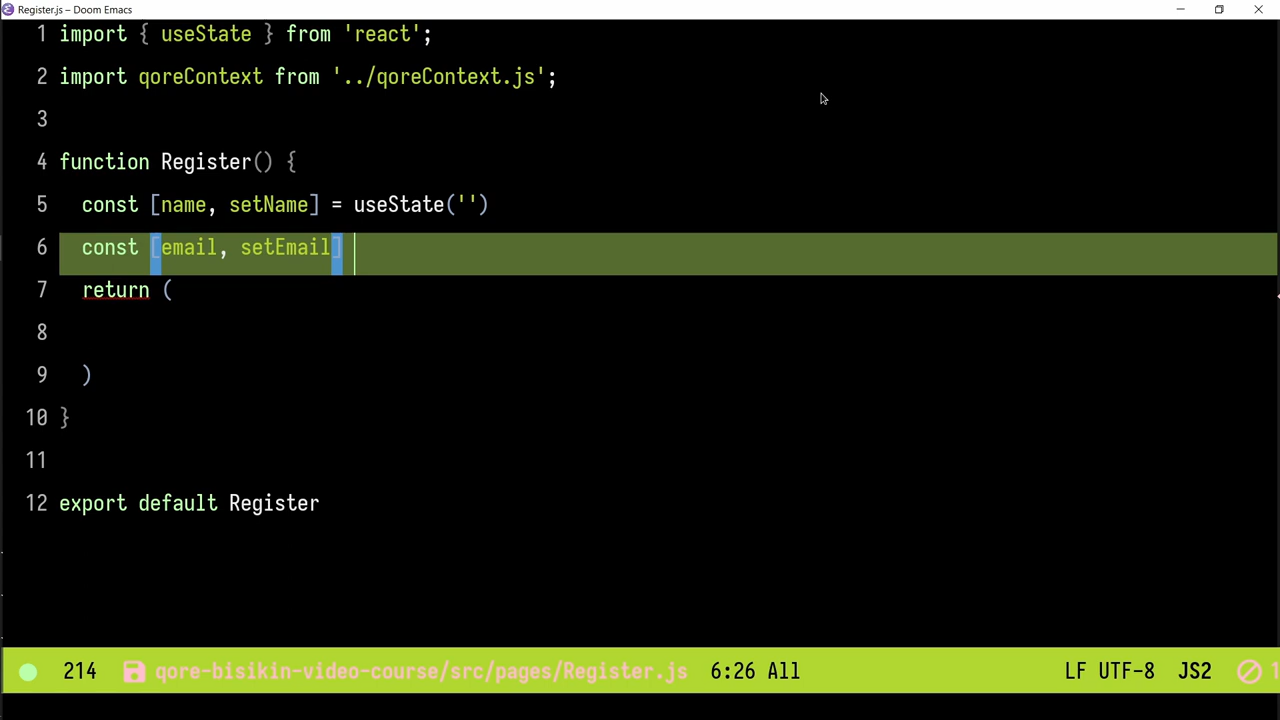 Register.js – Doom Emacs
1 import { useState } from 'react';
2 import qoreContext from '../qoreContext.js';
3
4 function Register() {
5 const [name, setName] = useState('')
6 const [email, setEmail]
7 return (
8
9 )
10 }
11
12 export default Register
214 qore-bisikin-video-course/src/pages/Register.js 6:26 All LF UTF-8 JS2 1